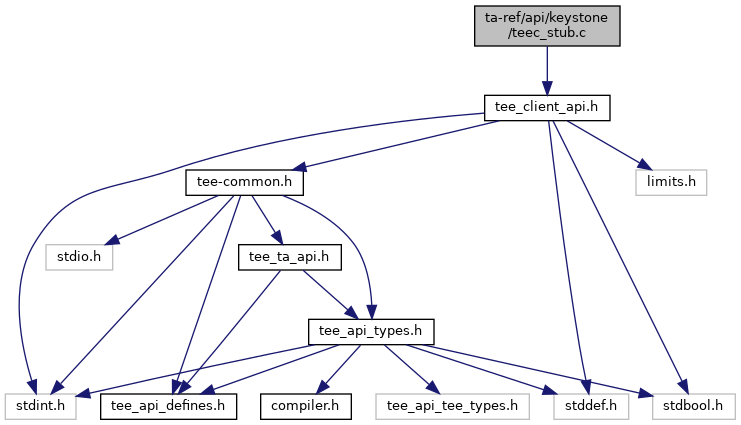 ta-ref/api/keystone
/teec_stub.c
tee_client_api.h
tee-common.h
limits.h
stdio.h
tee_ta_api.h
tee_api_types.h
stdint.h
tee_api_defines.h
compiler.h
tee_api_tee_types.h
stddef.h
stdbool.h